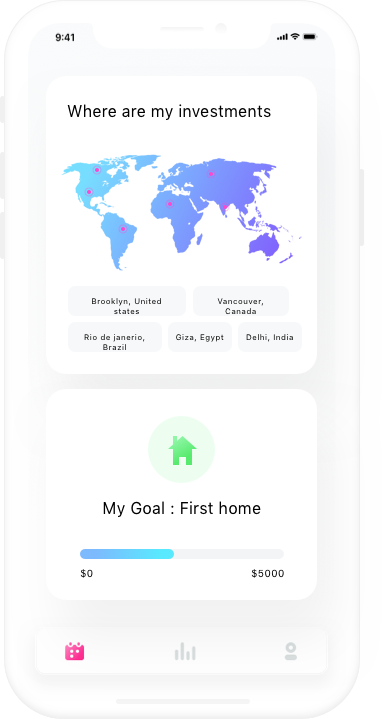 9:41
Where are my investments
Brooklyn, United
states
Vancouver,
Canada
Rio de janerio,
Brazil
Giza, Egypt
Delhi, India
My Goal : First home
$0
$5000